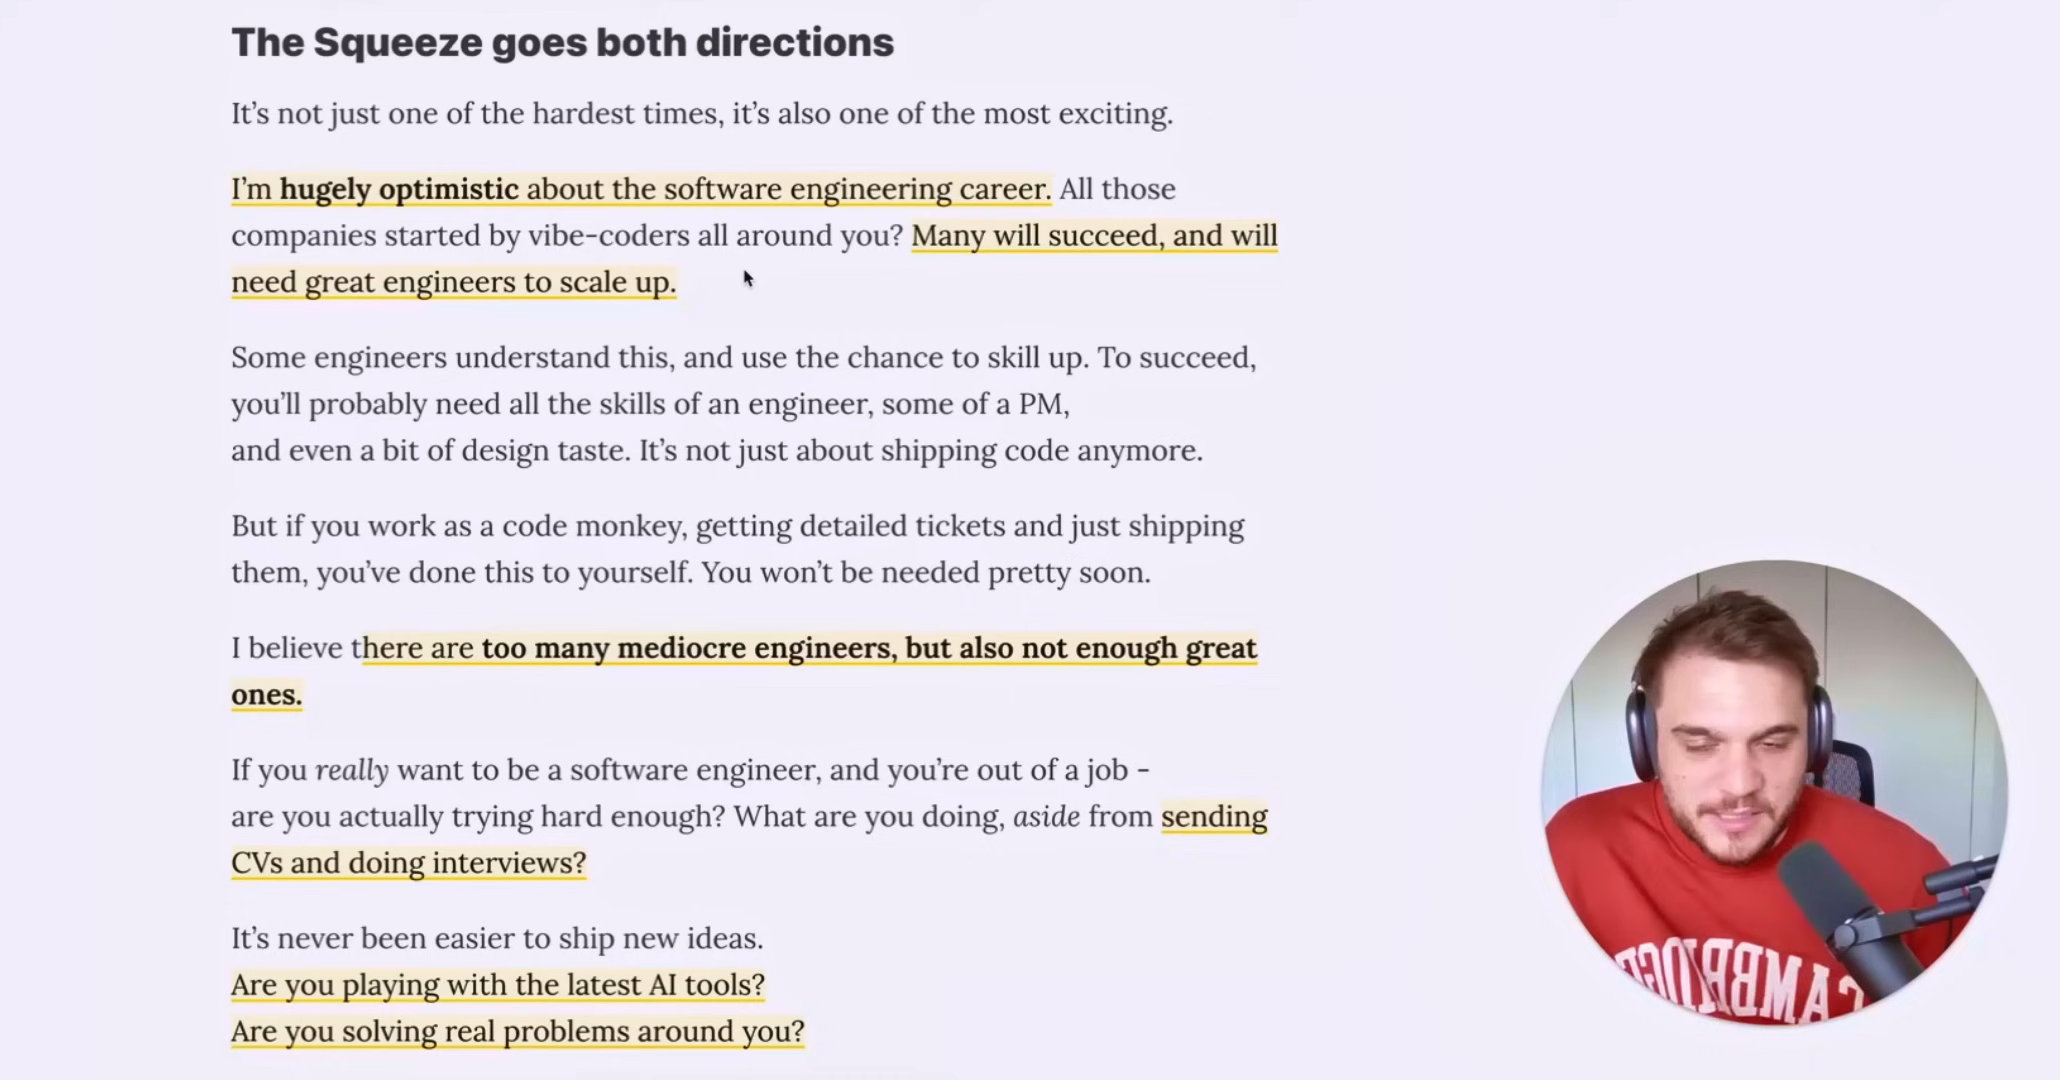 The Squeeze goes both directions
It’s not just one of the hardest times, it’s also one of the most exciting.
I’m hugely optimistic about the software engineering career. All those
companies started by vibe-coders all around you? Many will succeed, and will
need great engineers to scale up.
Some engineers understand this, and use the chance to skill up. To succeed,
you’ll probably need all the skills of an engineer, some of a PM,
and even a bit of design taste. It’s not just about shipping code anymore.
But if you work as a code monkey, getting detailed tickets and just shipping
them, you’ve done this to yourself. You won’t be needed pretty soon.
I believe there are too many mediocre engineers, but also not enough great
ones.
If you really want to be a software engineer, and you’re out of a job -
are you actually trying hard enough? What are you doing, aside from sending
CVs and doing interviews?
It’s never been easier to ship new ideas.
Are you playing with the latest AI tools?
Are you solving real problems around you?